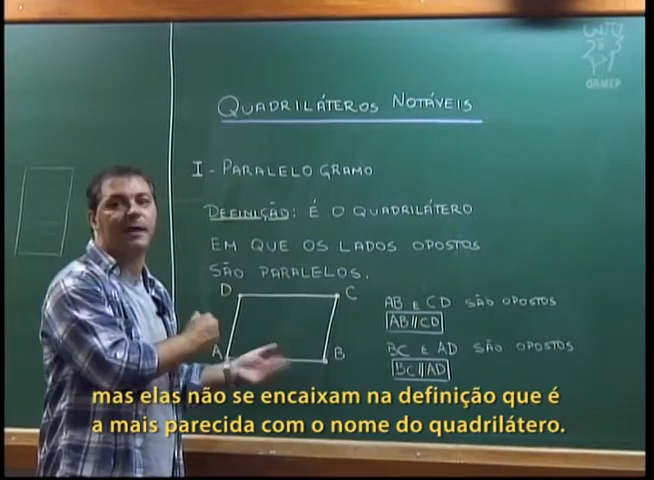 OBMEP
QUADRILÁTEROS NOTÁVEIS
I - PARALELOGRAMO
DEFINIÇÃO: É O QUADRILÁTERO
EM QUE OS LADOS OPOSTOS
SÃO PARALELOS.
D C
A B
AB E CD SÃO OPOSTOS
AB//CD
BC E AD SÃO OPOSTOS
BC//AD
mas elas não se encaixam na definição que é
a mais parecida com o nome do quadrilátero.